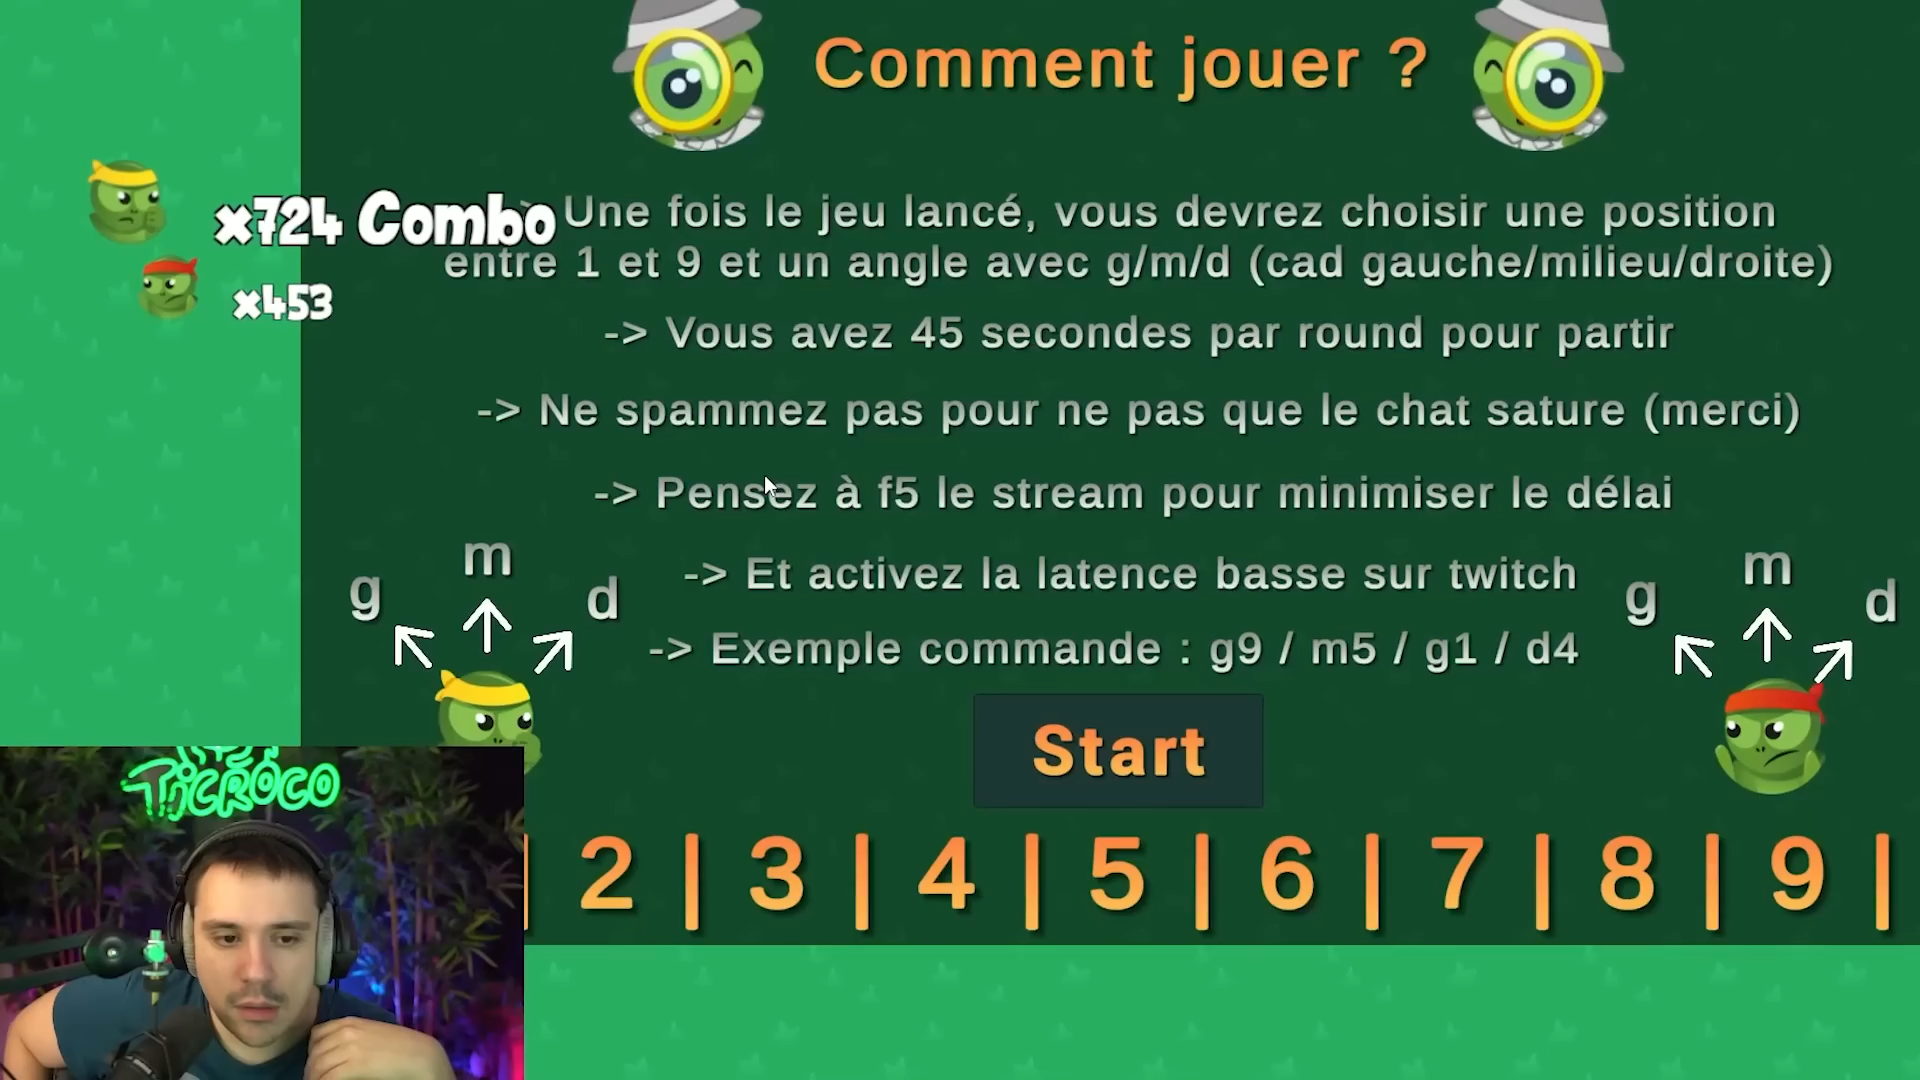 Comment jouer ?
x724 Combo
Une fois le jeu lancé, vous devrez choisir une position
entre 1 et 9 et un angle avec g/m/d (cad gauche/milieu/droite)
x453
-> Vous avez 45 secondes par round pour partir
-> Ne spammez pas pour ne pas que le chat sature (merci)
-> Pensez à f5 le stream pour minimiser le délai
-> Et activez la latence basse sur twitch
-> Exemple commande : g9 / m5 / g1 / d4
g m d
g m d
Start
TICROCO
| 2 | 3 | 4 | 5 | 6 | 7 | 8 | 9 |